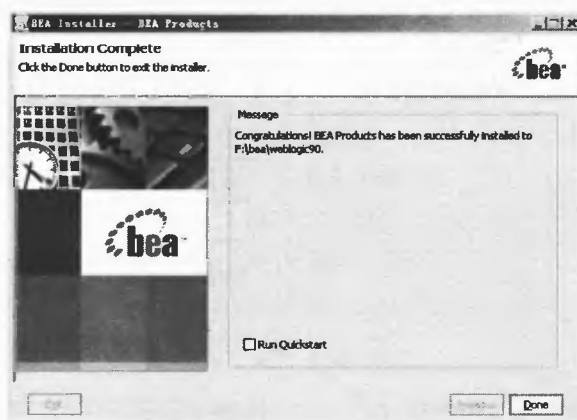 BEA Installer - BEA Products
Installation Complete
Click the Done button to exit the installer.
bea
Message
Congratulations! BEA Products has been successfully installed to
F:\bea\weblogic90.
bea
Run Quickstart
Exit
Previous
Done